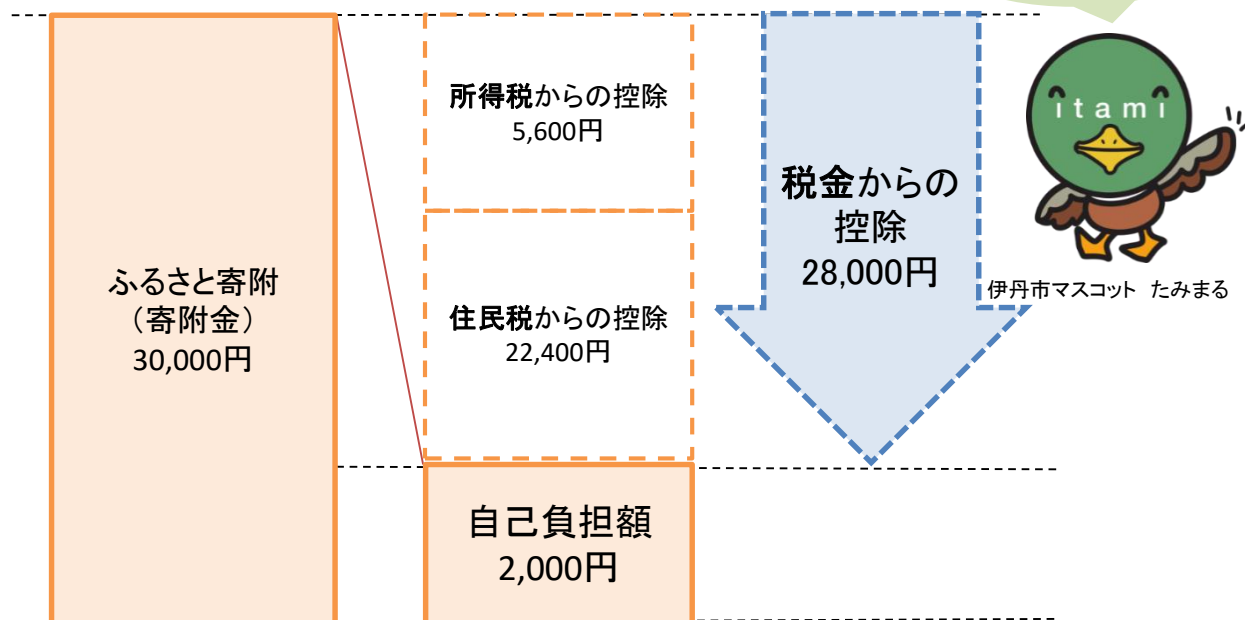 ふるさと寄附
（寄附金）
30,000円
所得税からの控除
5,600円
住民税からの控除
22,400円
自己負担額
2,000円
税金からの
控除
28,000円
itami
伊丹市マスコット　たみまる